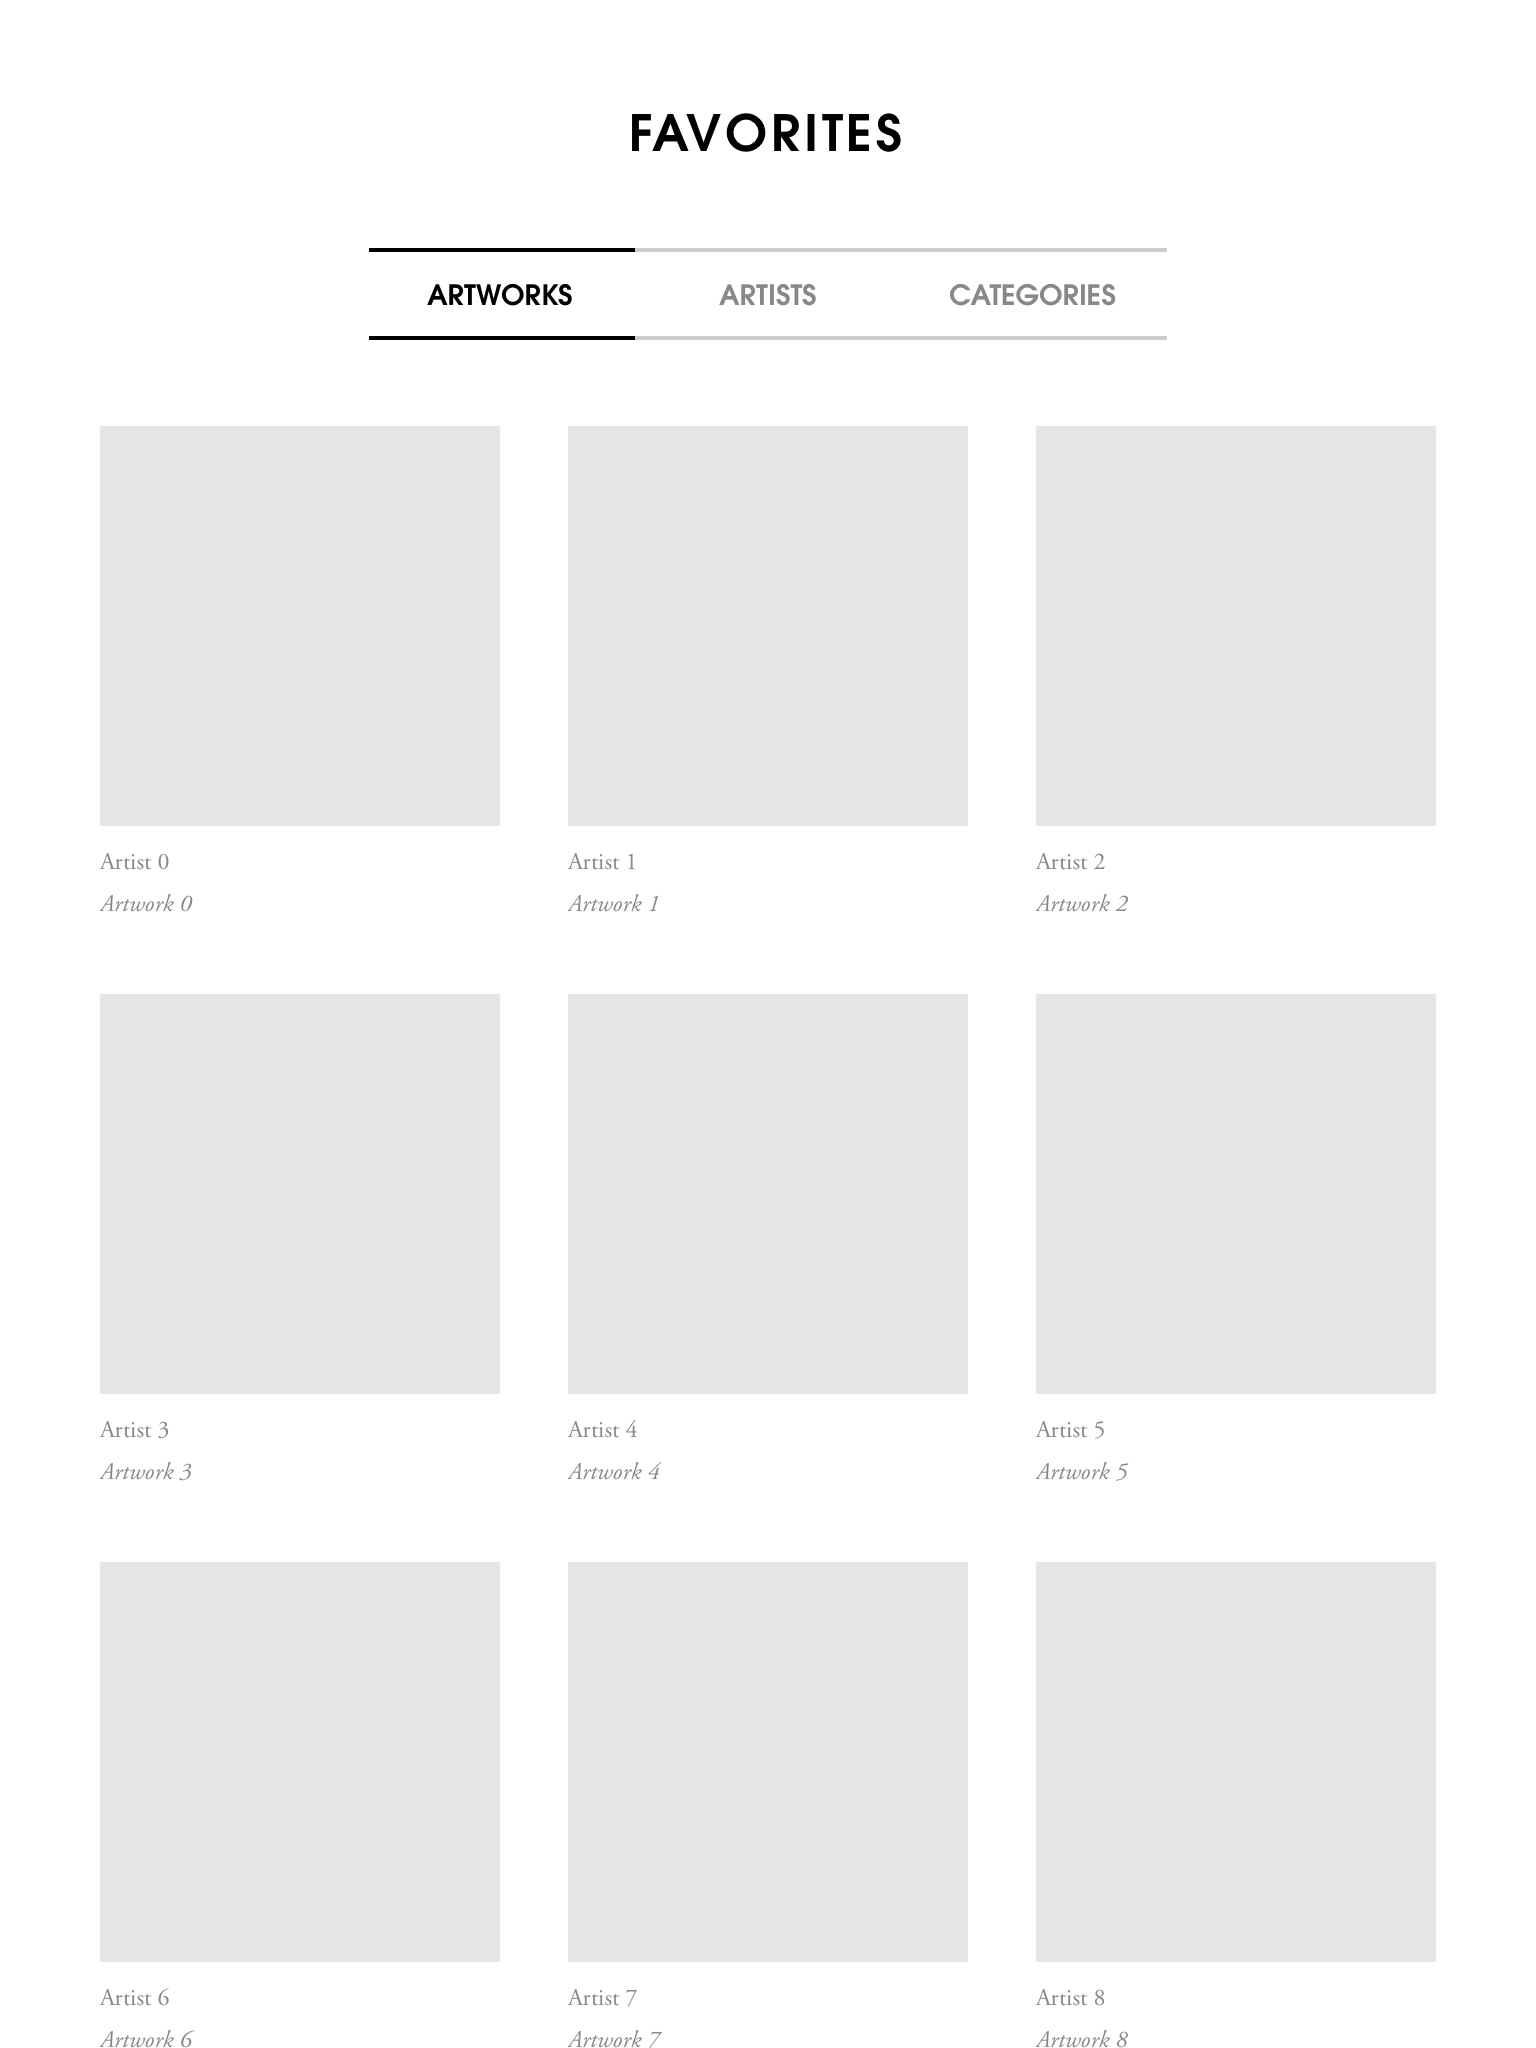 FAVORITES
ARTWORKS ARTISTS CATEGORIES
Artist 0 Artist 1 Artist 2
Artwork 0 Artwork 1 Artwork 2
Artist 3 Artist 4 Artist 5
Artwork 3 Artwork 4 Artwork 5
Artist 6 Artist 7 Artist 8
Artwork 6 Artwork 7 Artwork 8